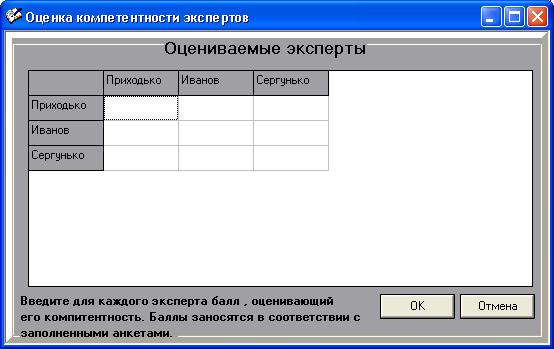 Оценка компетентности экспертов
Оцениваемые эксперты
Приходько Иванов Сергунько
Приходько
Иванов
Сергунько
Введите для каждого эксперта балл , оценивающий
его компитентность. Баллы заносятся в соответствии с
заполненными анкетами.
OK Отмена